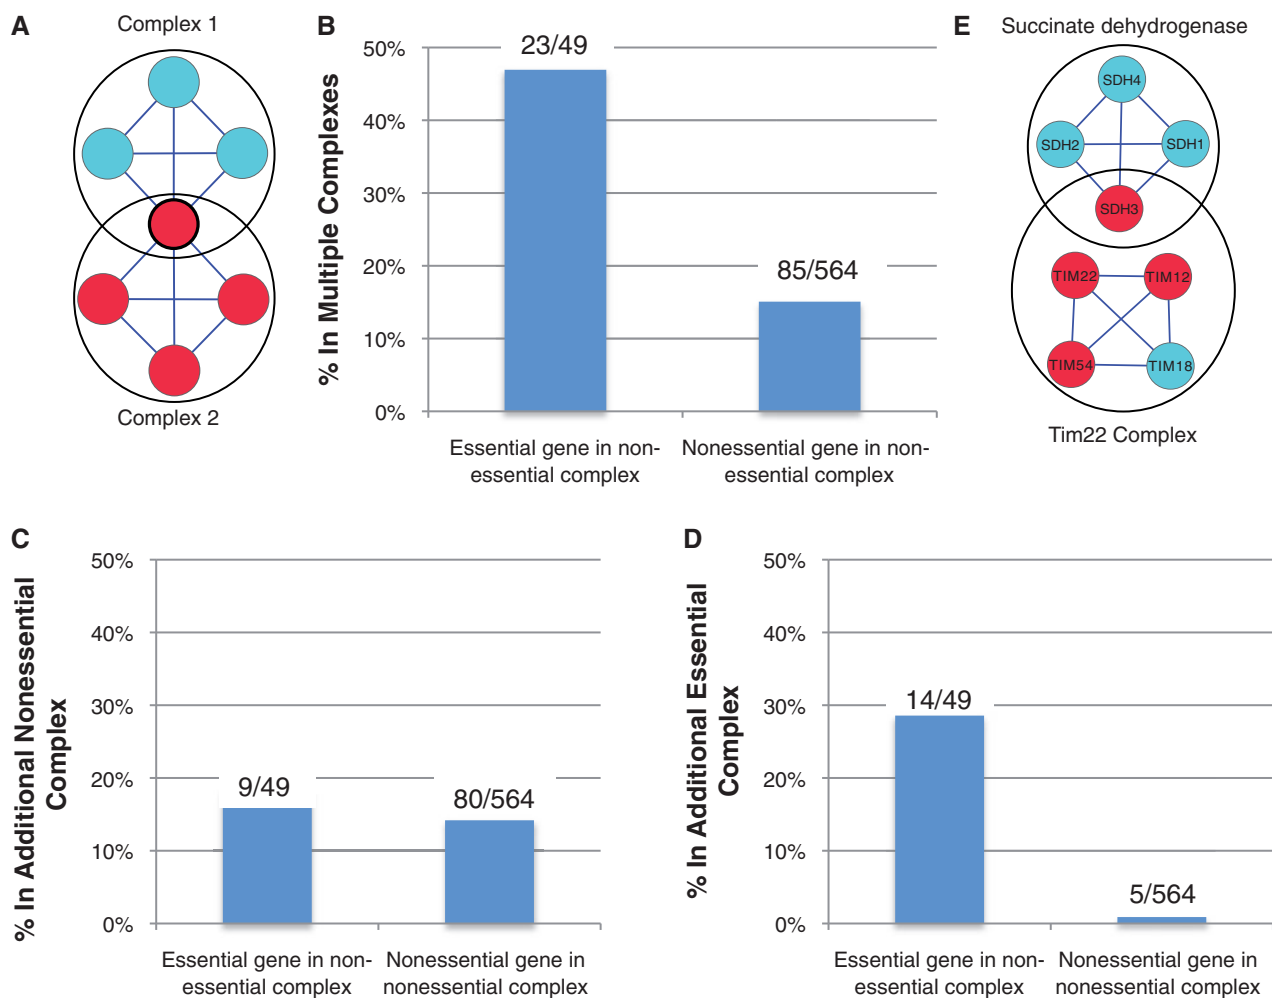 A
Complex 1
Complex 2
B
% In Multiple Complexes
50%
40%
30%
20%
10%
0%
23/49
85/564
Essential gene in non-
essential complex
Nonessential gene in non-
essential complex
E
Succinate dehydrogenase
SDH4
SDH2
SDH1
SDH3
TIM22
TIM12
TIM54
TIM18
Tim22 Complex
C
% In Additional Nonessential
Complex
50%
40%
30%
20%
10%
0%
9/49
80/564
Essential gene in non-
essential complex
Nonessential gene in
nonessential complex
D
% In Additional Essential
Complex
50%
40%
30%
20%
10%
0%
14/49
5/564
Essential gene in non-
essential complex
Nonessential gene in
nonessential complex